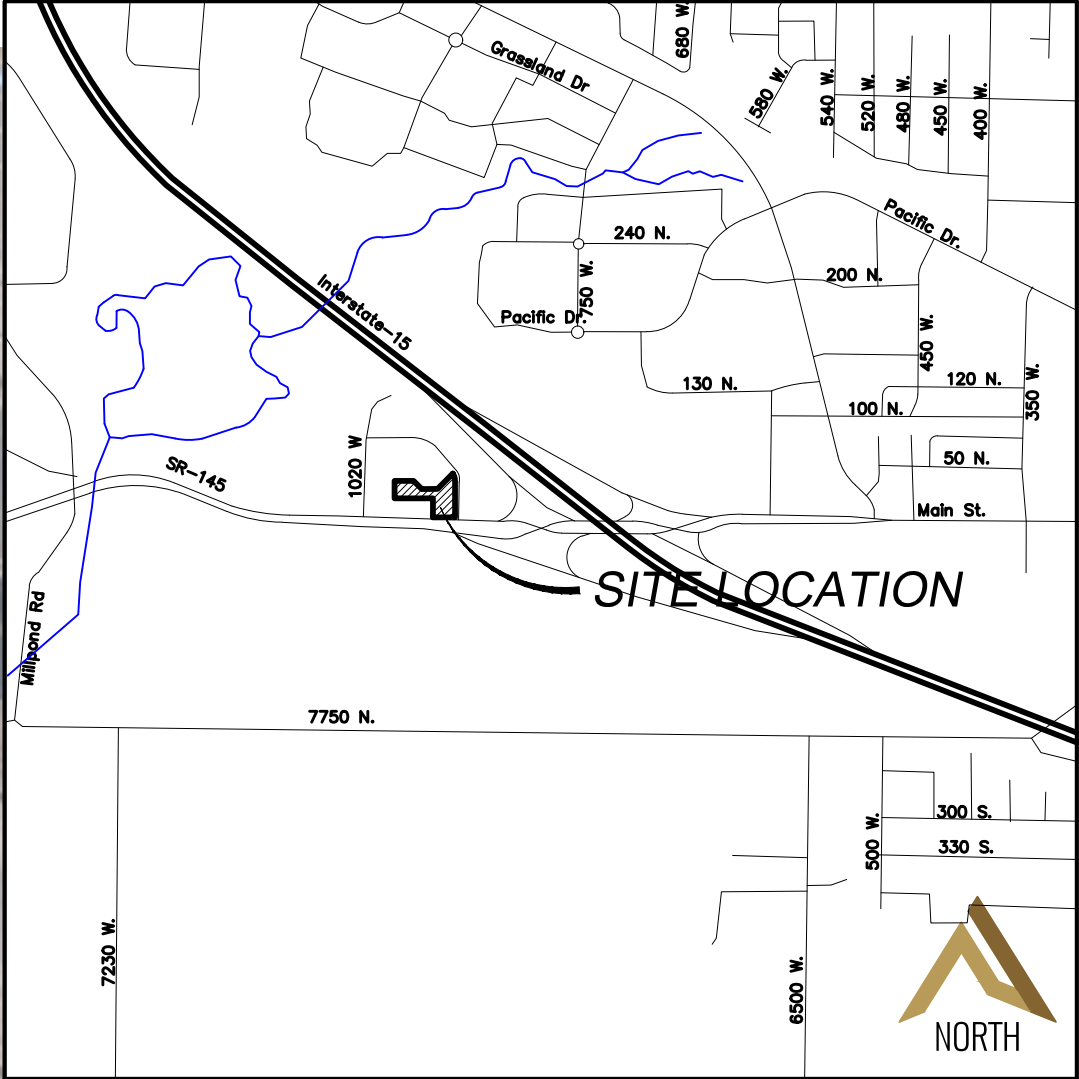 680 W.
Grassland Dr
580 W.
540 W.
520 W.
480 W.
450 W.
400 W.
Pacific Dr.
240 N.
200 N.
750 W.
Interstate-15
Pacific Dr.
450 W.
130 N.
120 N.
350 W.
100 N.
1020 W
50 N.
SR-145
Main St.
SITE LOCATION
Millpond Rd
7750 N.
300 S.
500 W.
330 S.
7230 W.
6500 W.
NORTH